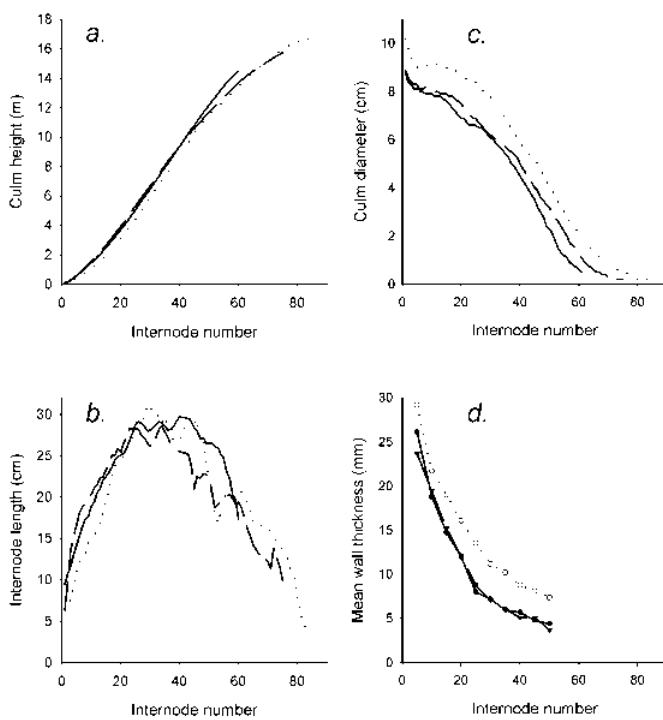 a.
Culm height (m)
18
16
14
12
10
8
6
4
2
0
0 20 40 60 80
Internode number
c.
Culm diameter (cm)
10
8
6
4
2
0
0 20 40 60 80
Internode number
b.
Internode length (cm)
30
25
20
15
10
5
0
0 20 40 60 80
Internode number
d.
Mean wall thickness (mm)
30
25
20
15
10
5
0
0 20 40 60 80
Internode number